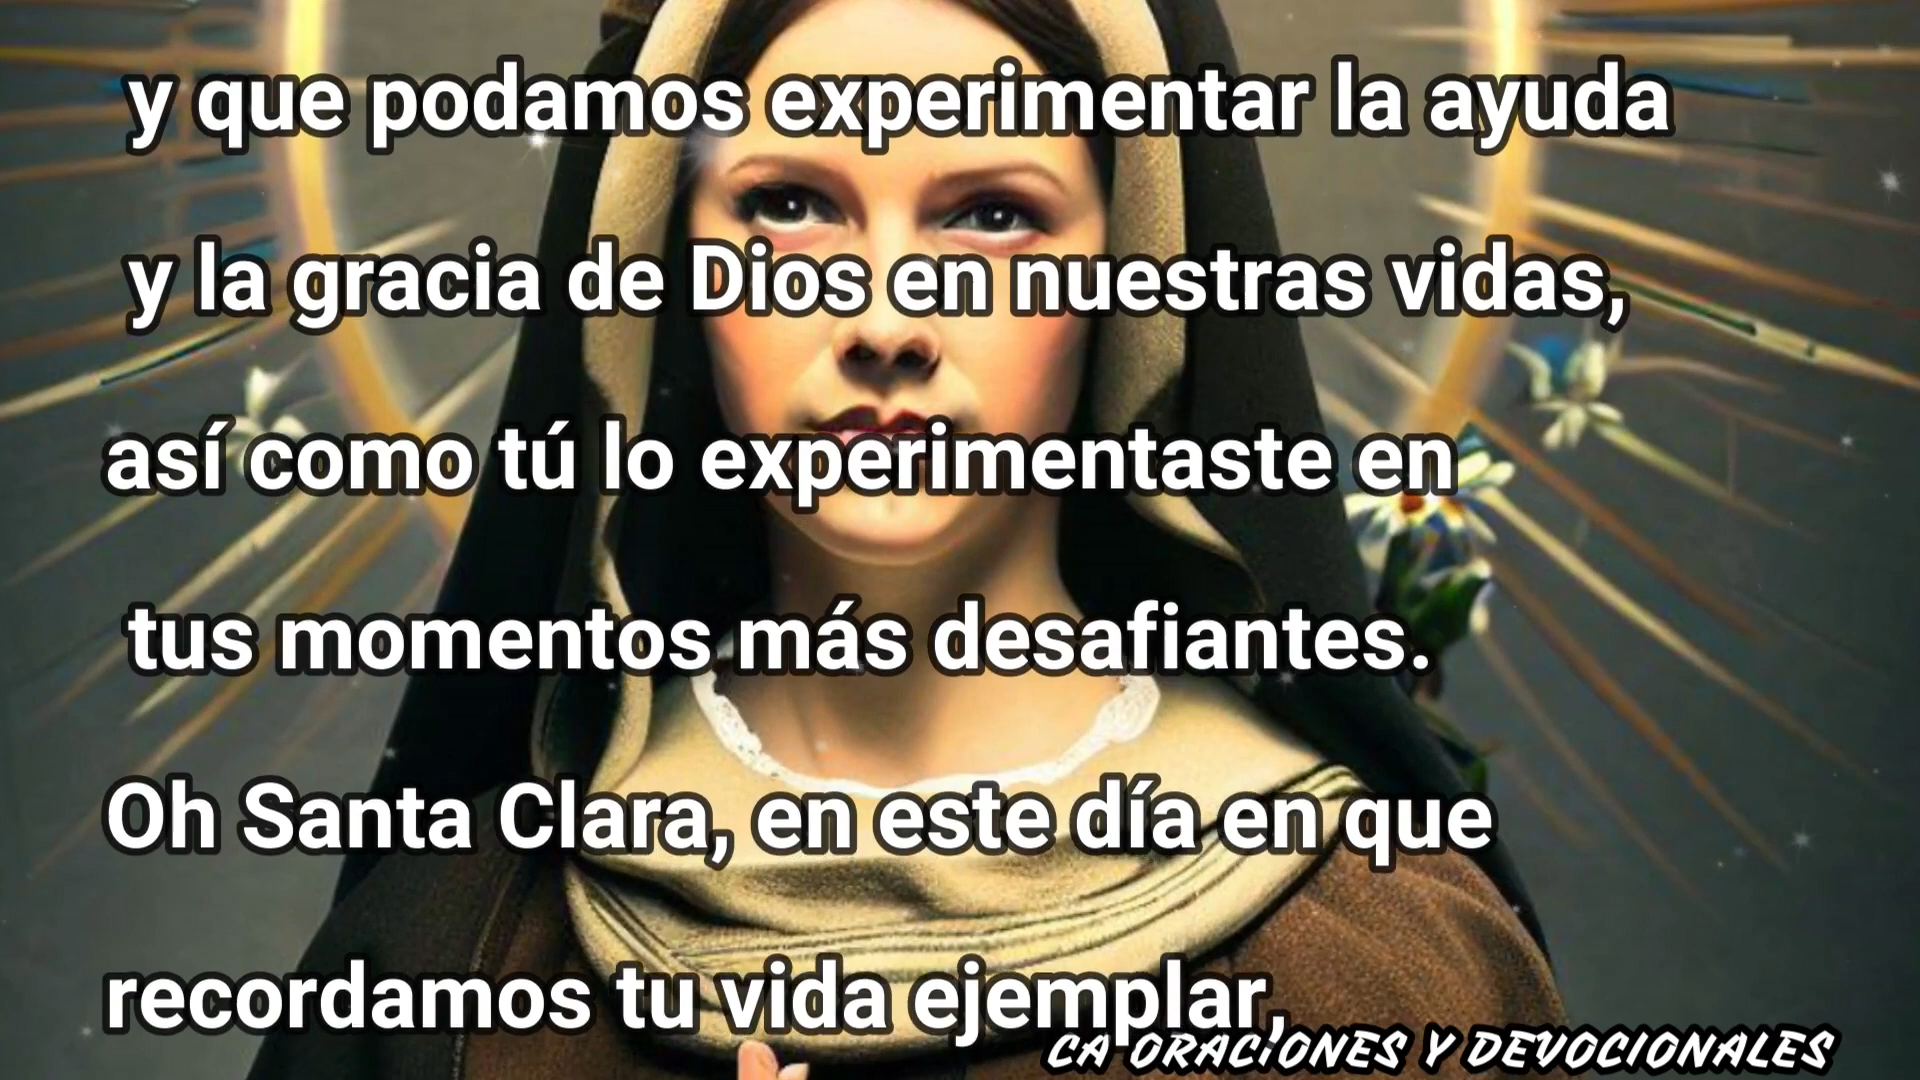 y que podamos experimentar la ayuda
y la gracia de Dios en nuestras vidas,
así como tú lo experimentaste en
tus momentos más desafiantes.
Oh Santa Clara, en este día en que
recordamos tu vida ejemplar,
CA ORACIONES Y DEVOCIONALES